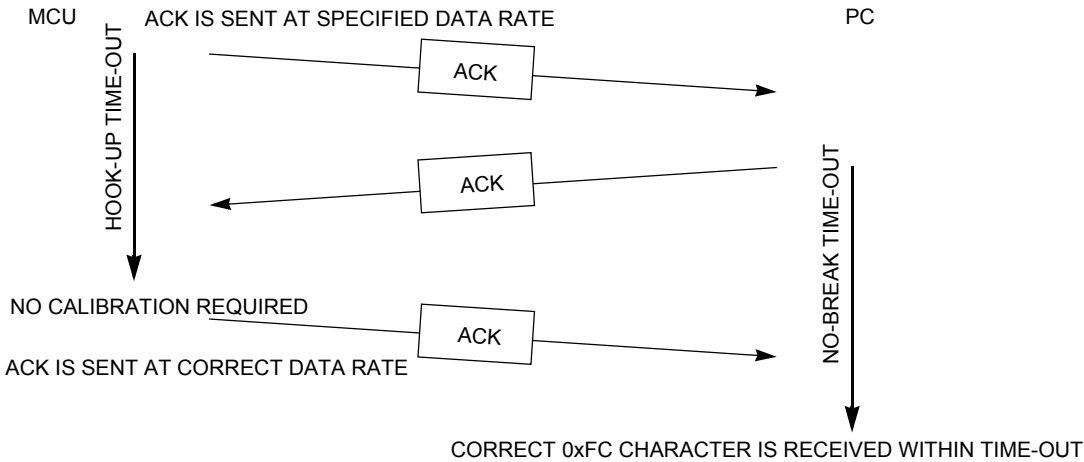 MCU
ACK IS SENT AT SPECIFIED DATA RATE
PC
HOOK-UP TIME-OUT
ACK
ACK
NO-BREAK TIME-OUT
NO CALIBRATION REQUIRED
ACK
ACK IS SENT AT CORRECT DATA RATE
CORRECT 0xFC CHARACTER IS RECEIVED WITHIN TIME-OUT